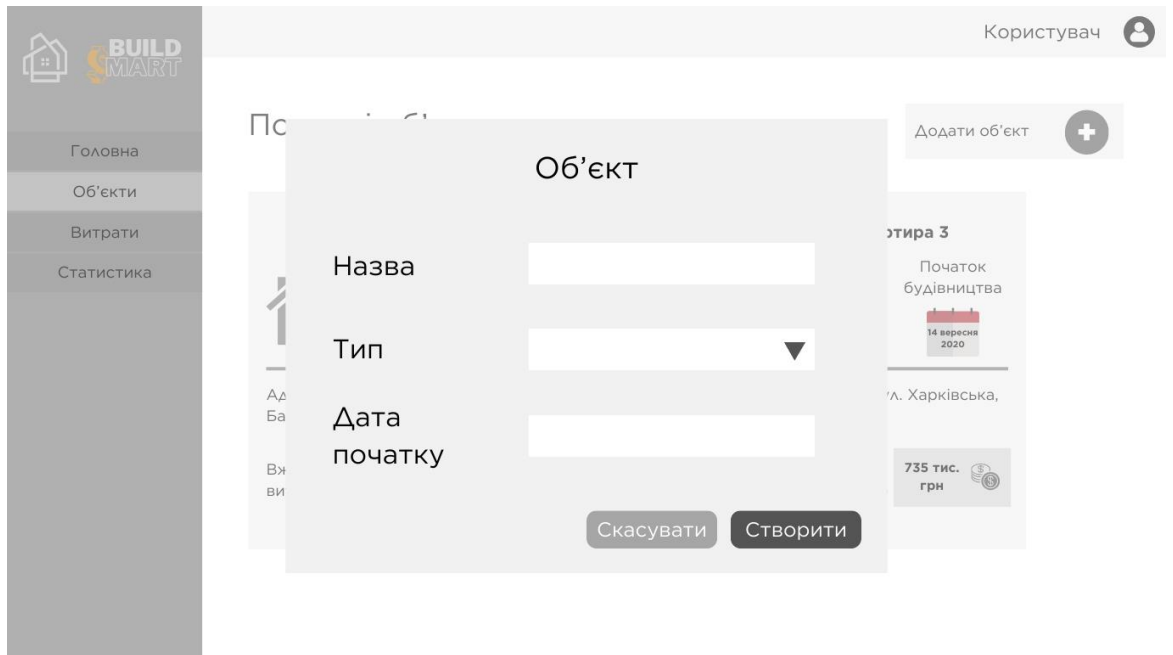 BUILD
SMART
Користувач
Головна
Об’єкти
Витрати
Статистика
Додати об’єкт
Об’єкт
Назва
Тип
Дата
початку
Скасувати
Створити
Початок
будівництва
14 вересня
2020
Харківська,
735 тис.
грн